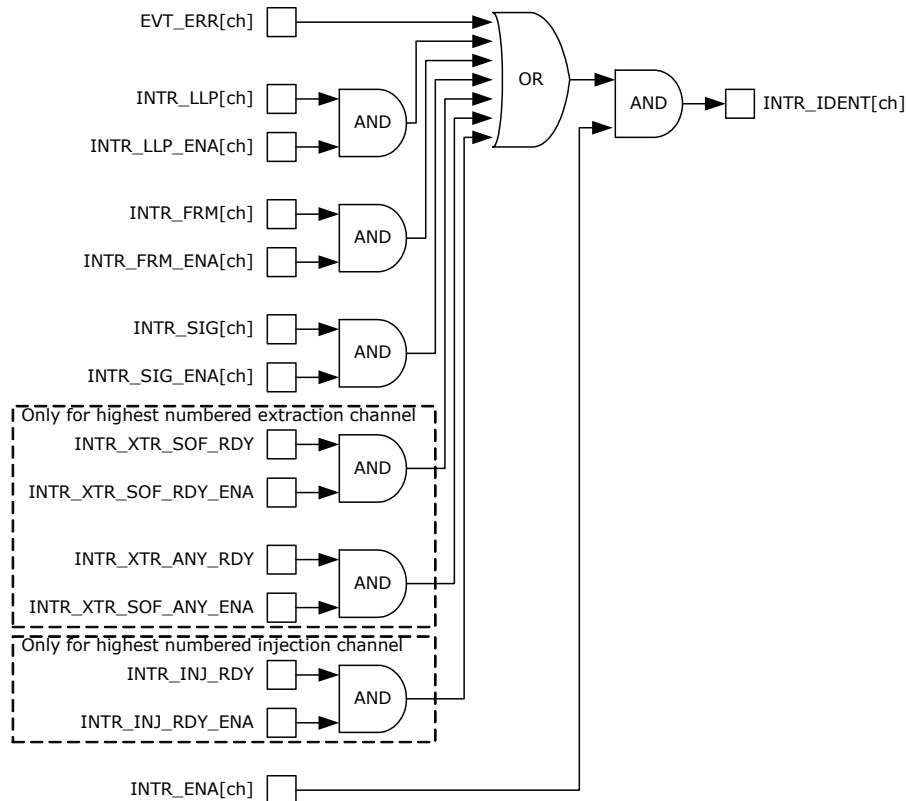 EVT_ERR[ch]
OR
INTR_LLP[ch]
AND
INTR_LLP_ENA[ch]
AND
INTR_IDENT[ch]
INTR_FRM[ch]
AND
INTR_FRM_ENA[ch]
INTR_SIG[ch]
AND
INTR_SIG_ENA[ch]
Only for highest numbered extraction channel
INTR_XTR_SOF_RDY
AND
INTR_XTR_SOF_RDY_ENA
INTR_XTR_ANY_RDY
AND
INTR_XTR_SOF_ANY_ENA
Only for highest numbered injection channel
INTR_INJ_RDY
AND
INTR_INJ_RDY_ENA
INTR_ENA[ch]